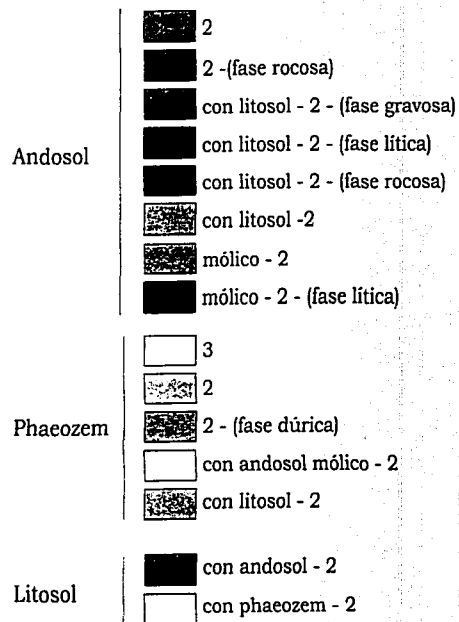 Andosol
2
2 -(fase rocosa)
con litosol - 2 - (fase gravosa)
con litosol - 2 - (fase lítica)
con litosol - 2 - (fase rocosa)
con litosol -2
mólico - 2
mólico - 2 - (fase lítica)
Phaeozem
3
2
2 - (fase dúrica)
con andosol mólico - 2
con litosol - 2
Litosol
con andosol - 2
con phaeozem - 2